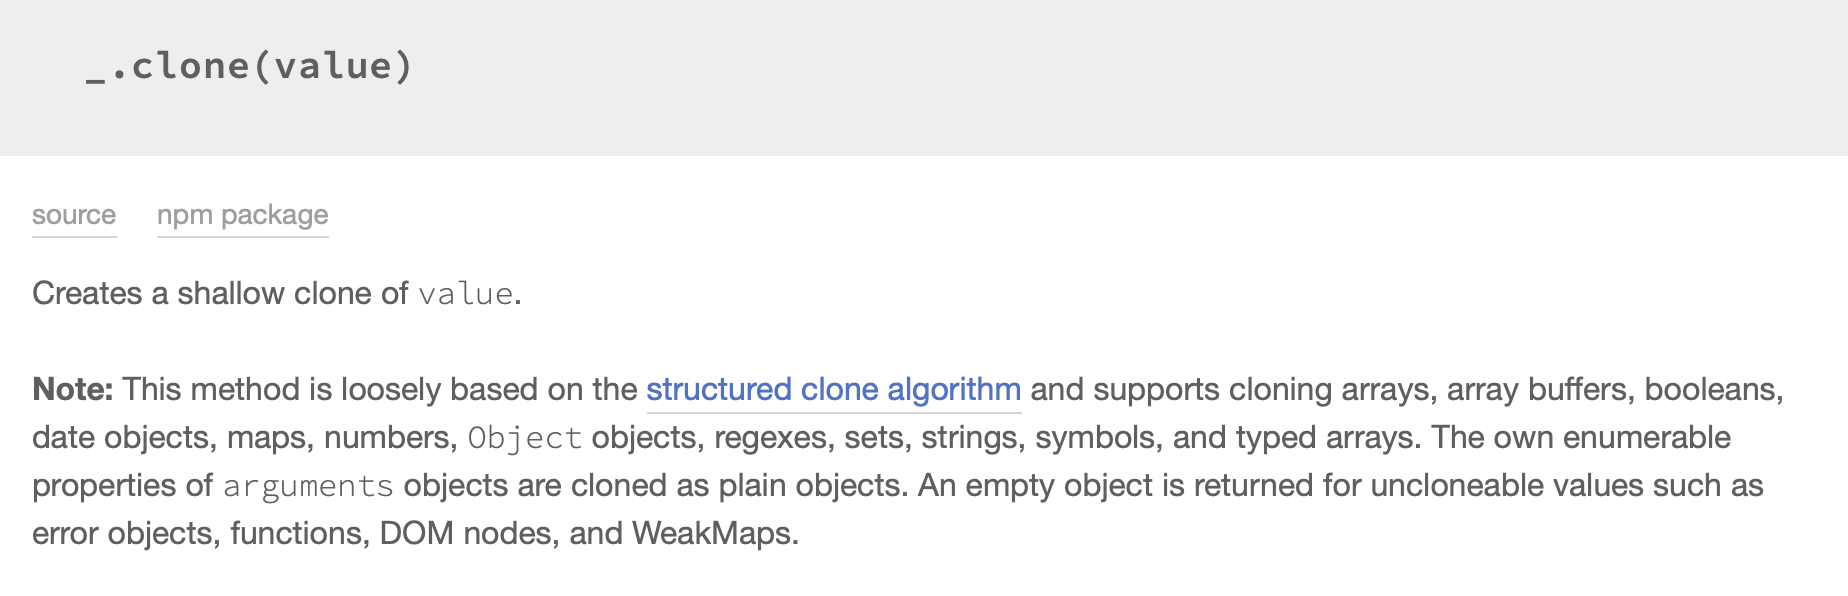 _.clone(value)
source npm package
Creates a shallow clone of value.
Note: This method is loosely based on the structured clone algorithm and supports cloning arrays, array buffers, booleans,
date objects, maps, numbers, Object objects, regexes, sets, strings, symbols, and typed arrays. The own enumerable
properties of arguments objects are cloned as plain objects. An empty object is returned for uncloneable values such as
error objects, functions, DOM nodes, and WeakMaps.